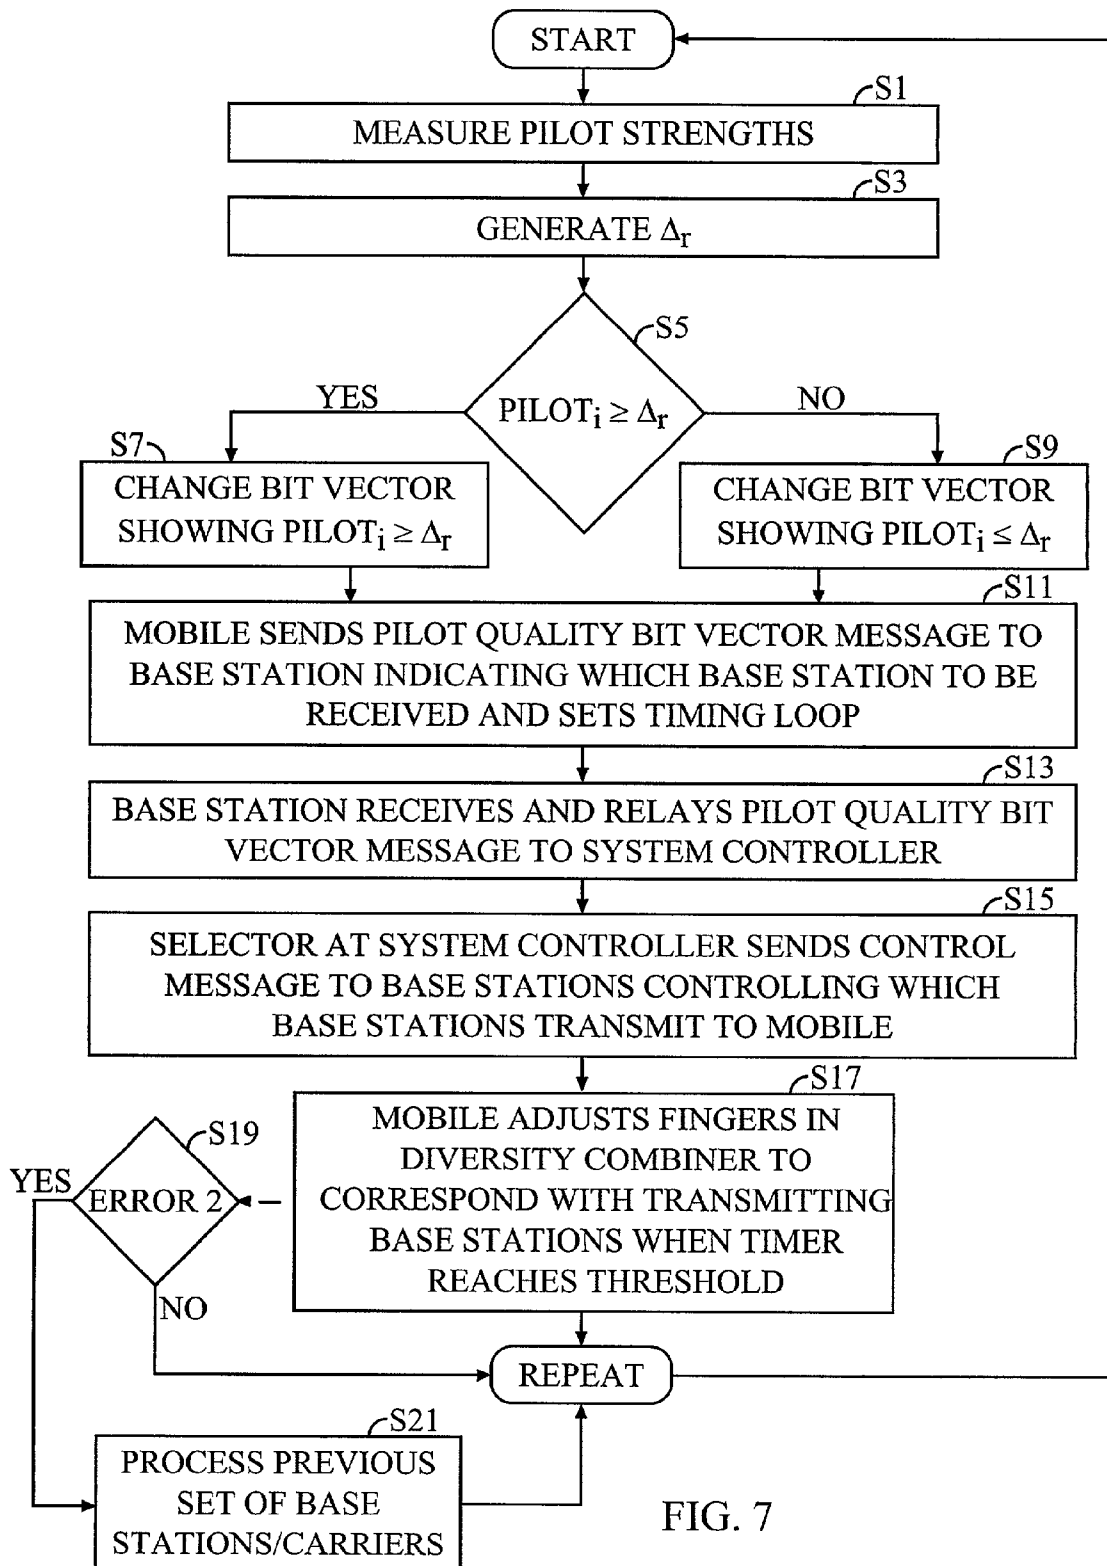 START
S1
MEASURE PILOT STRENGTHS
S3
GENERATE Δr
S5
PILOTi ≥ Δr
YES
NO
S7
CHANGE BIT VECTOR
SHOWING PILOTi ≥ Δr
S9
CHANGE BIT VECTOR
SHOWING PILOTi ≤ Δr
S11
MOBILE SENDS PILOT QUALITY BIT VECTOR MESSAGE TO
BASE STATION INDICATING WHICH BASE STATION TO BE
RECEIVED AND SETS TIMING LOOP
S13
BASE STATION RECEIVES AND RELAYS PILOT QUALITY BIT
VECTOR MESSAGE TO SYSTEM CONTROLLER
S15
SELECTOR AT SYSTEM CONTROLLER SENDS CONTROL
MESSAGE TO BASE STATIONS CONTROLLING WHICH
BASE STATIONS TRANSMIT TO MOBILE
S17
MOBILE ADJUSTS FINGERS IN
DIVERSITY COMBINER TO
CORRESPOND WITH TRANSMITTING
BASE STATIONS WHEN TIMER
REACHES THRESHOLD
S19
ERROR 2
YES
NO
REPEAT
S21
PROCESS PREVIOUS
SET OF BASE
STATIONS/CARRIERS
FIG. 7